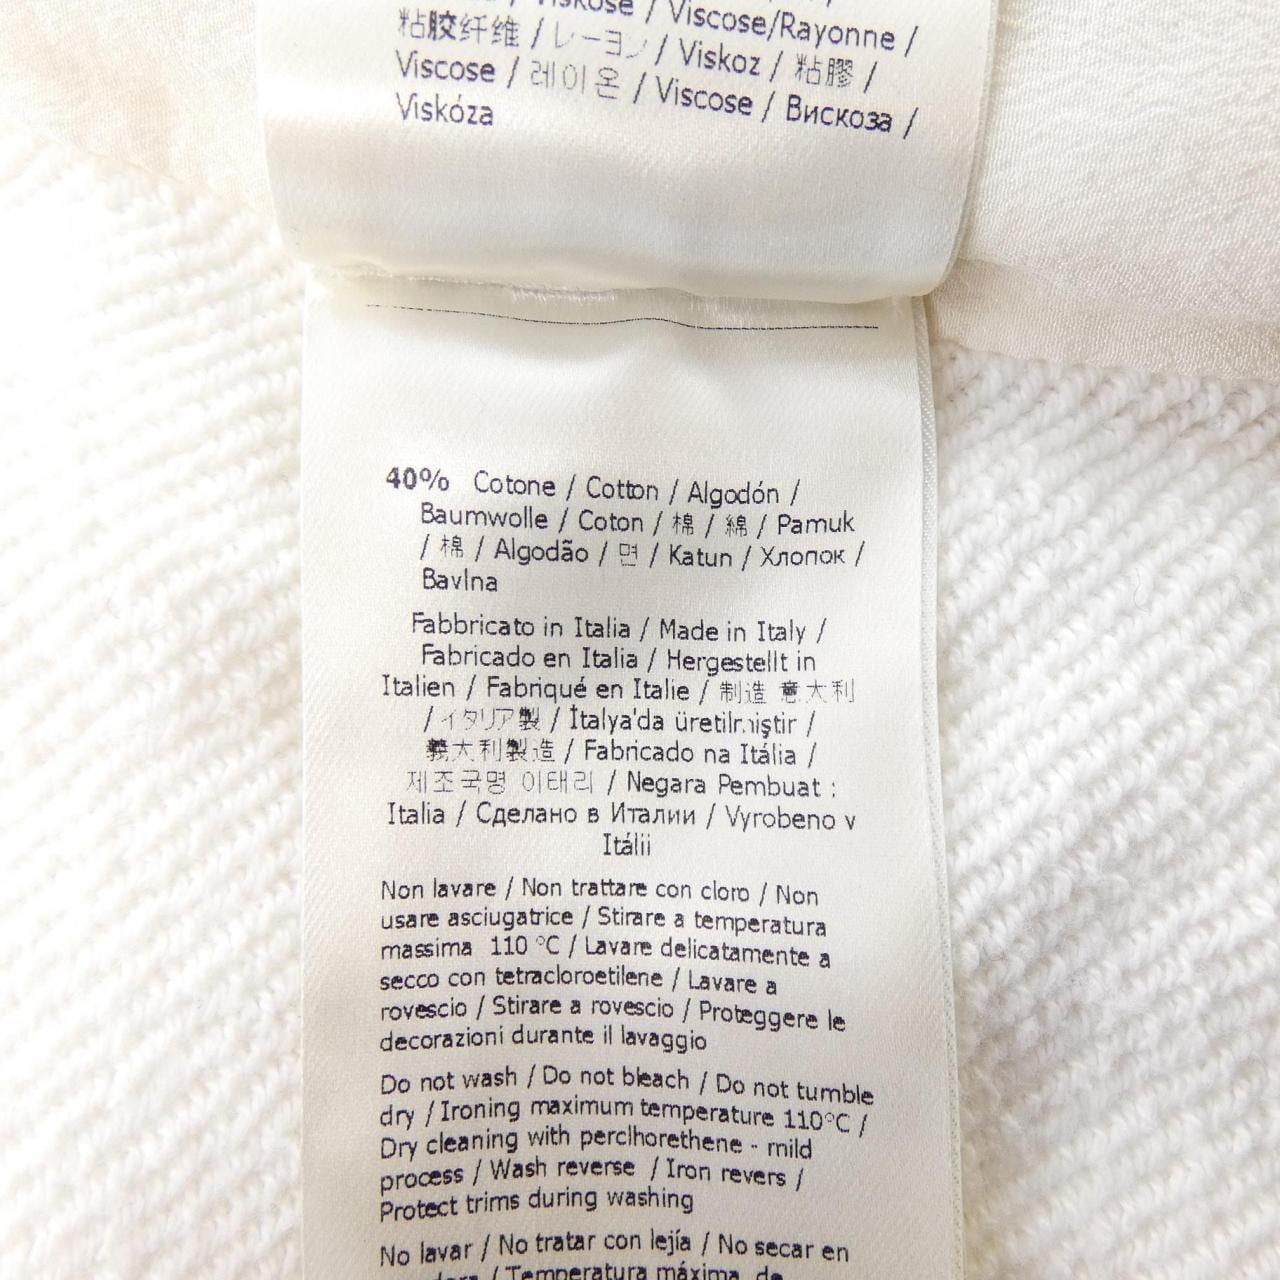 Viskose / Viscose/Rayonne /
粘胶纤维 / レーヨン / Viskoz / 粘膠 /
Viscose / 레이온 / Viscose / Вискоза /
Viskóza
40% Cotone / Cotton / Algodón /
Baumwolle / Coton / 棉 / 綿 / Pamuk
/ 棉 / Algodão / 면 / Katun / Хлопок /
Bavlna
Fabbricato in Italia / Made in Italy /
Fabricado en Italia / Hergestellt in
Italien / Fabriqué en Italie / 制造 意大利
/ イタリア製 / İtalya'da üretilmiştir /
義大利製造 / Fabricado na Itália /
제조국명 이태리 / Negara Pembuat :
Italia / Сделано в Италии / Vyrobeno v
Itálii
Non lavare / Non trattare con cloro / Non
usare asciugatrice / Stirare a temperatura
massima 110 °C / Lavare delicatamente a
secco con tetracloroetilene / Lavare a
rovescio / Stirare a rovescio / Proteggere le
decorazioni durante il lavaggio
Do not wash / Do not bleach / Do not tumble
dry / Ironing maximum temperature 110°C /
Dry cleaning with perclhorethene - mild
process / Wash reverse / Iron revers /
Protect trims during washing
No lavar / No tratar con lejía / No secar en
/ Temperatura máxima de